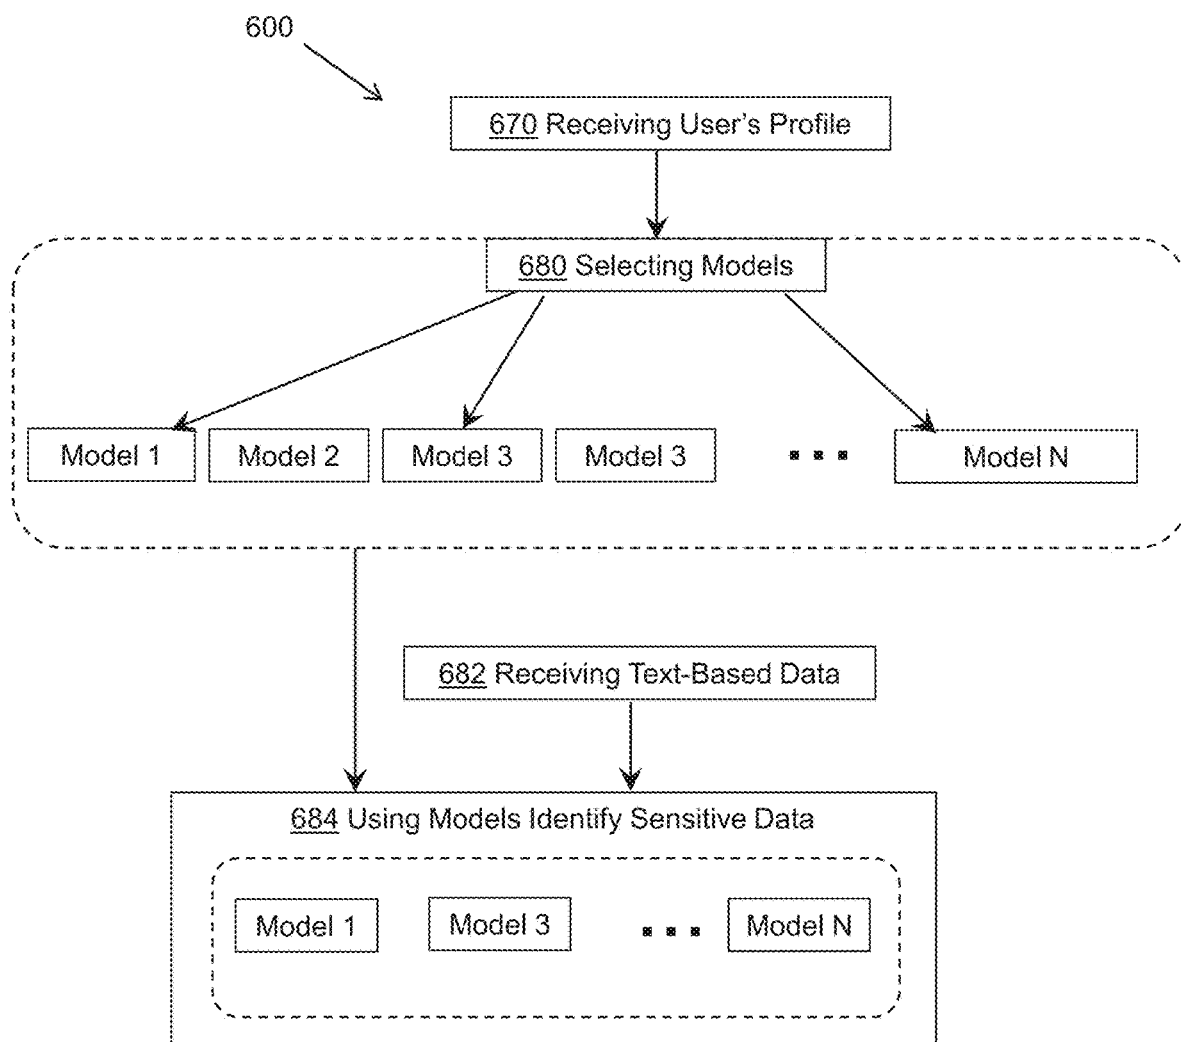 600
670 Receiving User's Profile
680 Selecting Models
Model 1
Model 2
Model 3
Model 3
...
Model N
682 Receiving Text-Based Data
684 Using Models Identify Sensitive Data
Model 1
Model 3
...
Model N